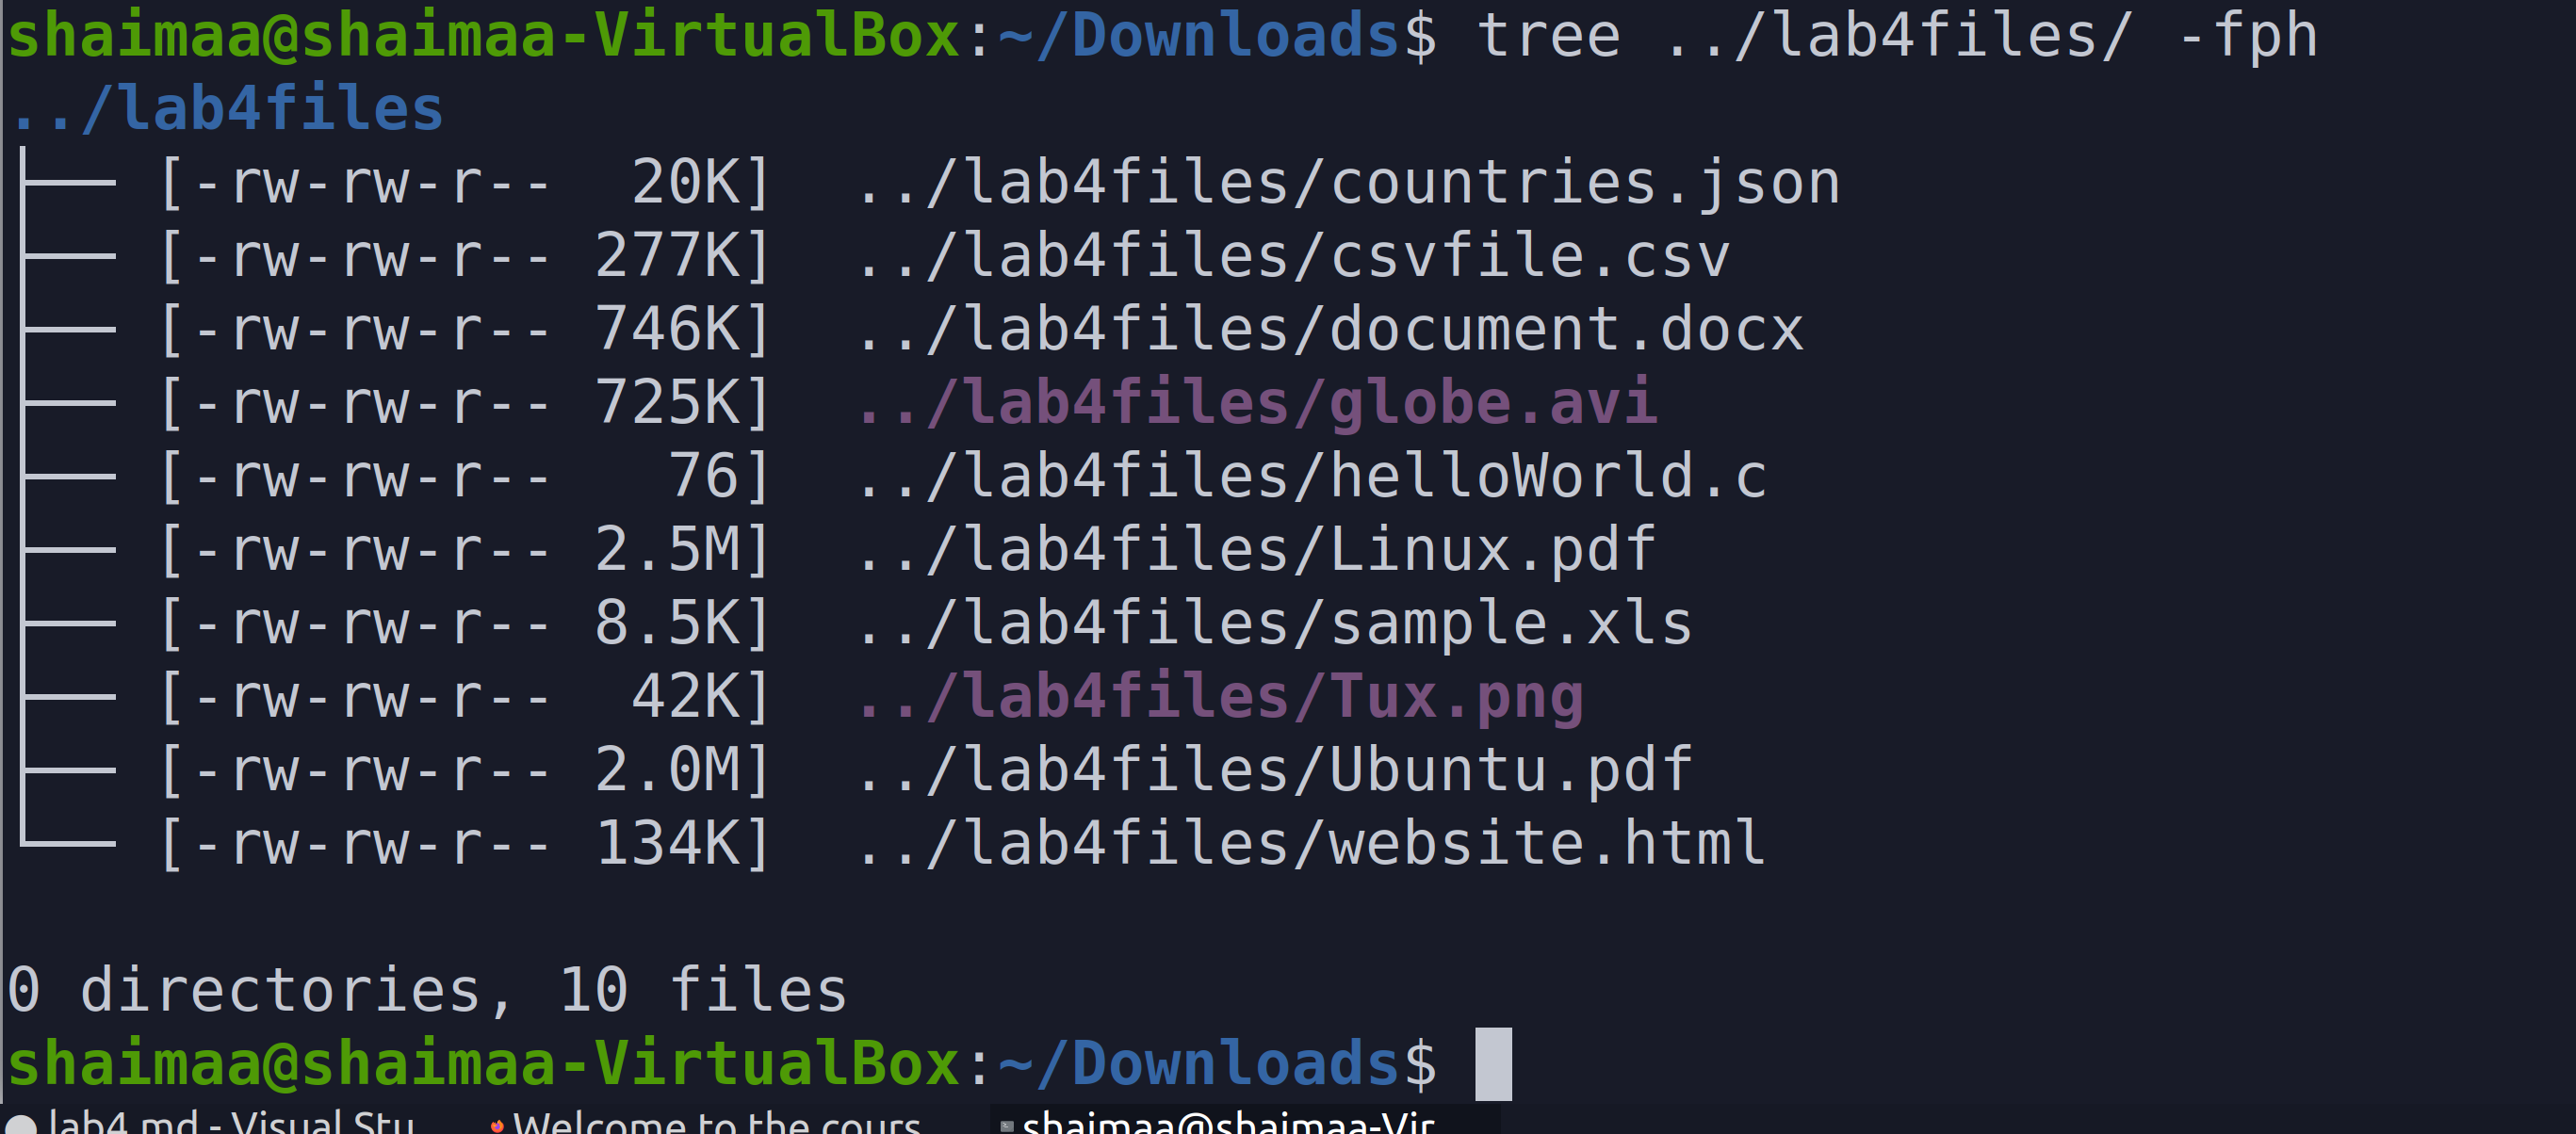 shaimaa@shaimaa-VirtualBox:~/Downloads$ tree ../lab4files/ -fph
../lab4files
├── [-rw-rw-r--  20K]  ../lab4files/countries.json
├── [-rw-rw-r-- 277K]  ../lab4files/csvfile.csv
├── [-rw-rw-r-- 746K]  ../lab4files/document.docx
├── [-rw-rw-r-- 725K]  ../lab4files/globe.avi
├── [-rw-rw-r--   76]  ../lab4files/helloWorld.c
├── [-rw-rw-r-- 2.5M]  ../lab4files/Linux.pdf
├── [-rw-rw-r-- 8.5K]  ../lab4files/sample.xls
├── [-rw-rw-r--  42K]  ../lab4files/Tux.png
├── [-rw-rw-r-- 2.0M]  ../lab4files/Ubuntu.pdf
└── [-rw-rw-r-- 134K]  ../lab4files/website.html

0 directories, 10 files
shaimaa@shaimaa-VirtualBox:~/Downloads$
lab4.md - Visual Stu Welcome to the cours shaimaa@shaimaa-Vir